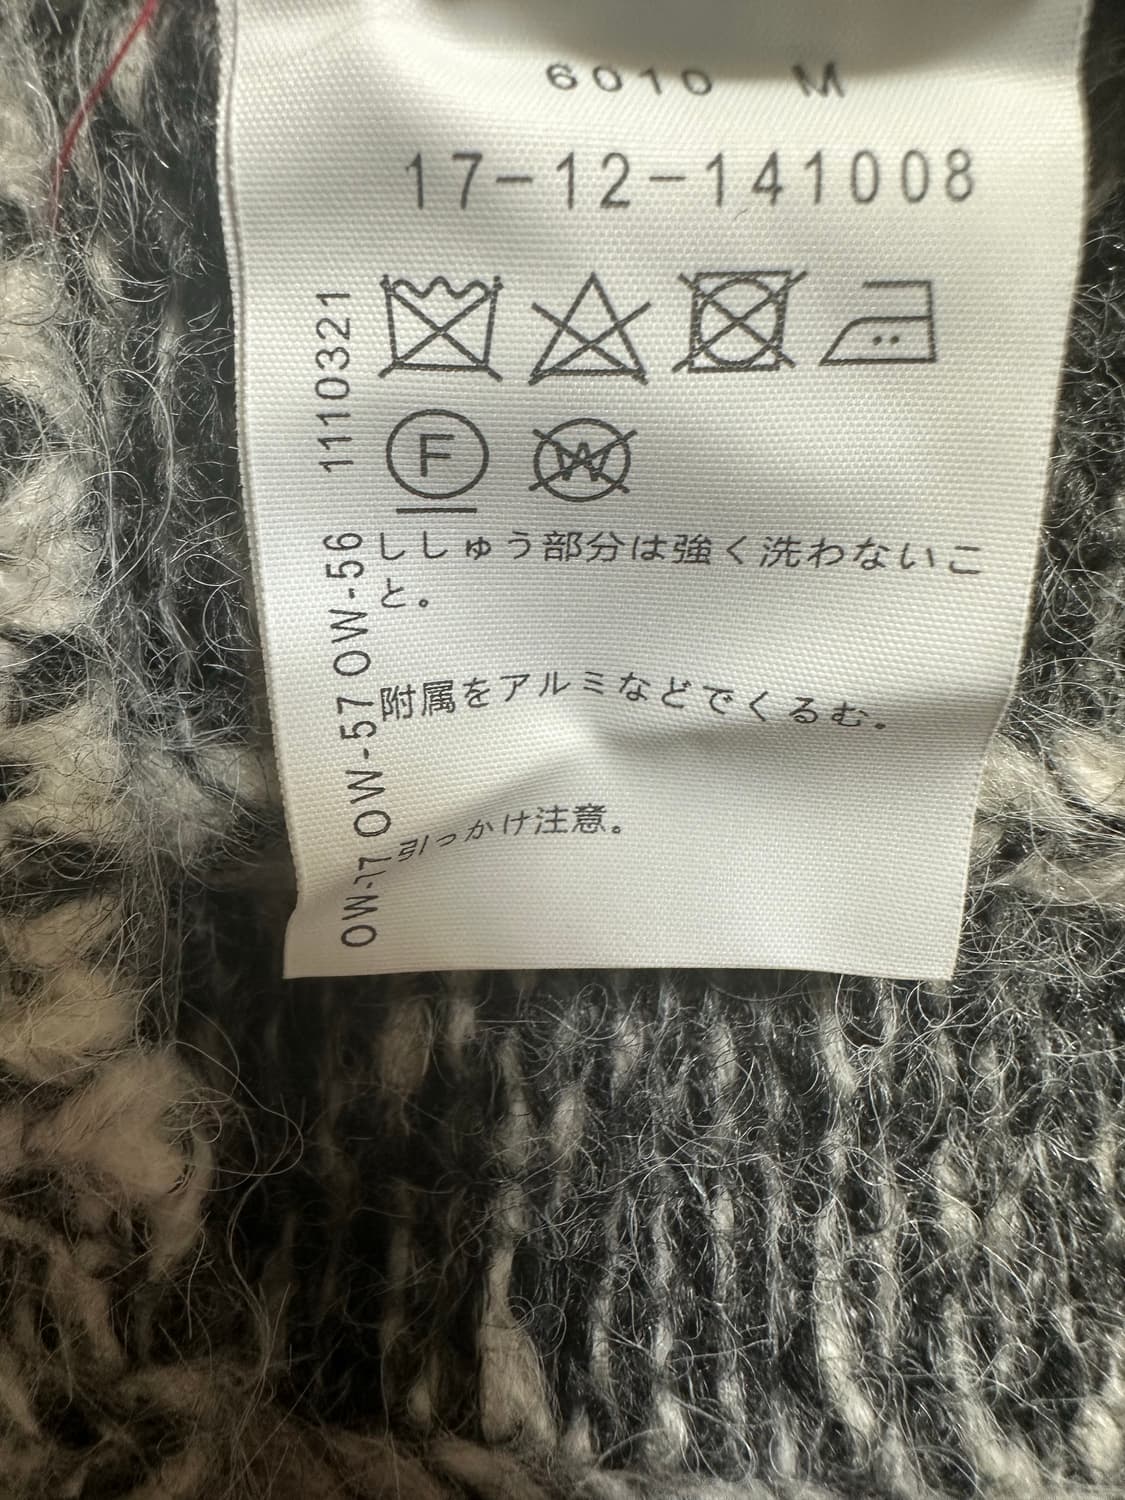 6010 M
17-12-141008
F
W
ししゅう部分は強く洗わないこ
と。
附属をアルミなどでくるむ。
引っかけ注意。
OW-17 OW-57 OW-56 1110321